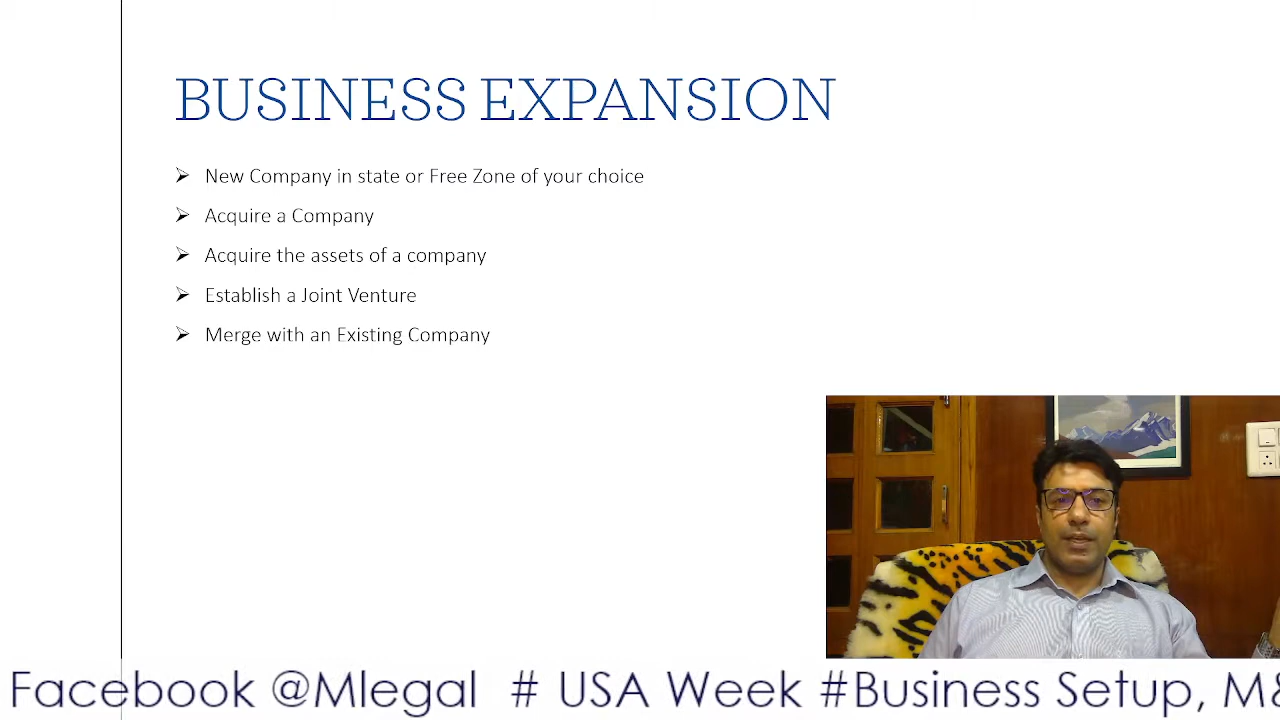 BUSINESS EXPANSION
New Company in state or Free Zone of your choice
Acquire a Company
Acquire the assets of a company
Establish a Joint Venture
Merge with an Existing Company
Facebook @Mlegal # USA Week #Business Setup, M&